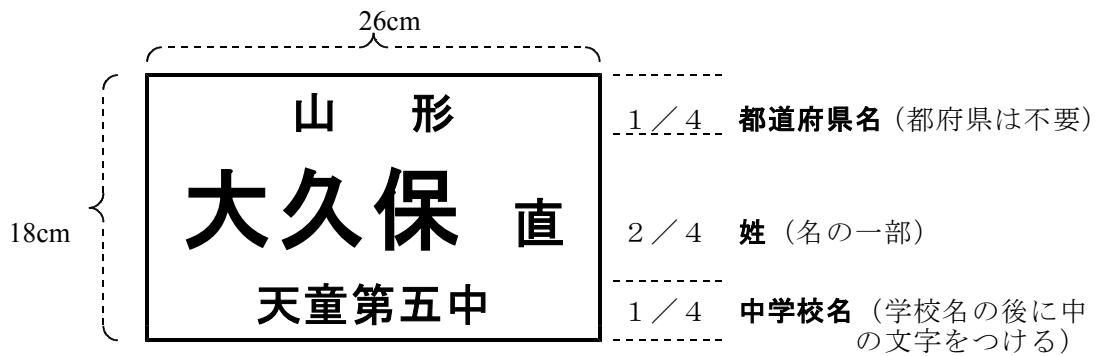 26cm
山　形
1／4 都道府県名（都府県は不要）
大久保 直
18cm
2／4 姓（名の一部）
天童第五中
1／4 中学校名（学校名の後に中
の文字をつける）